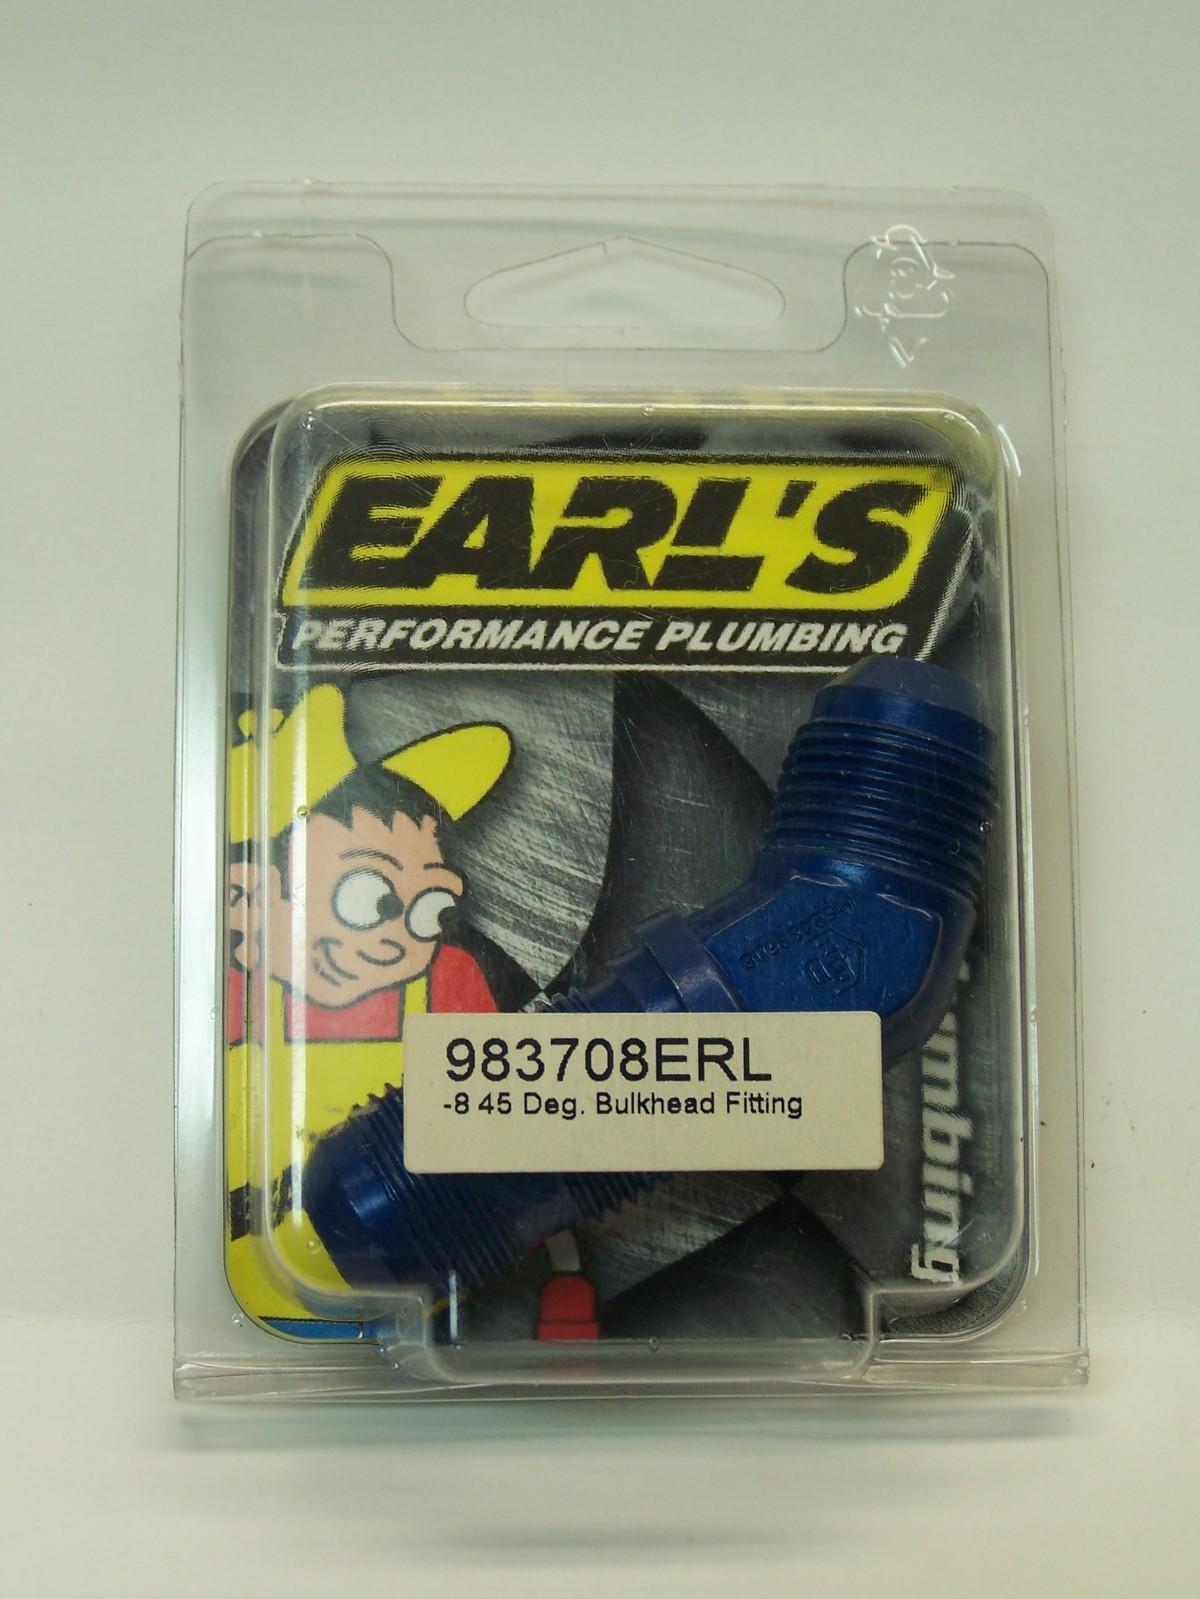 EARL'S
PERFORMANCE PLUMBING
983708ERL
-8 45 Deg. Bulkhead Fitting